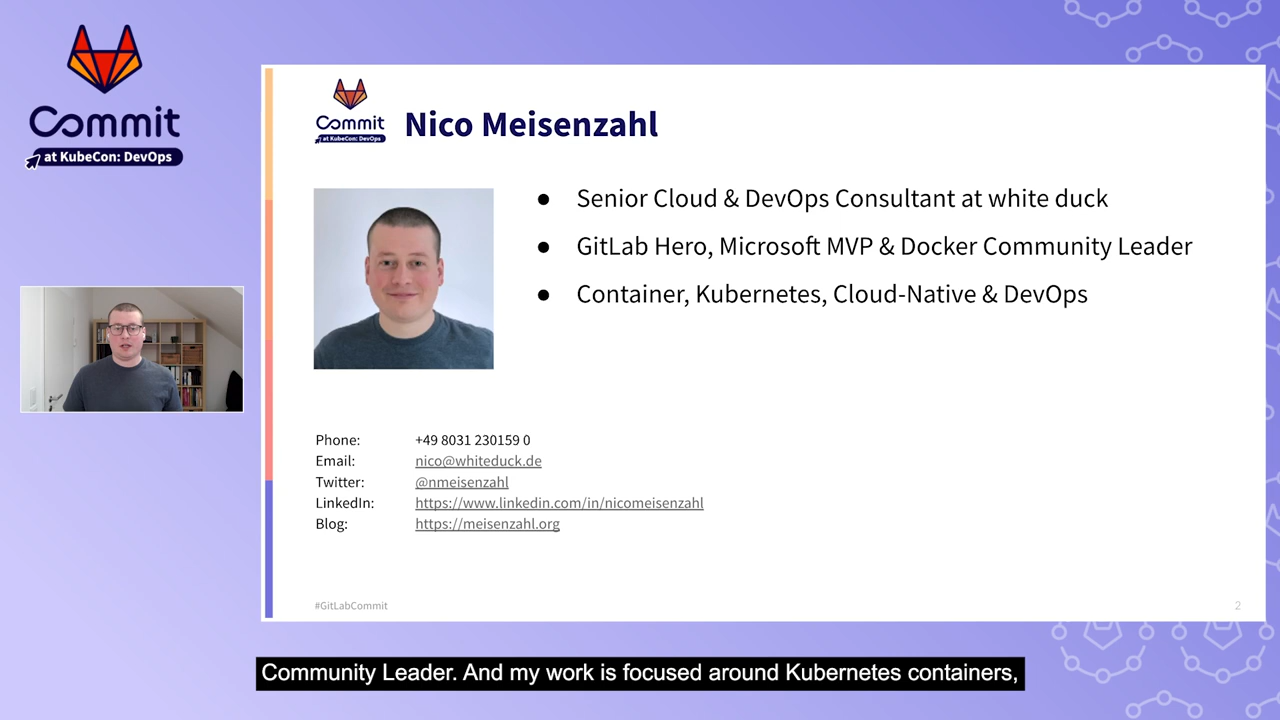 Commit
at KubeCon: DevOps
Commit
at KubeCon: DevOps
Nico Meisenzahl
● Senior Cloud & DevOps Consultant at white duck
● GitLab Hero, Microsoft MVP & Docker Community Leader
● Container, Kubernetes, Cloud-Native & DevOps
Phone: +49 8031 230159 0
Email: nico@whiteduck.de
Twitter: @nmeisenzahl
LinkedIn: https://www.linkedin.com/in/nicomeisenzahl
Blog: https://meisenzahl.org
#GitLabCommit
2
Community Leader. And my work is focused around Kubernetes containers,